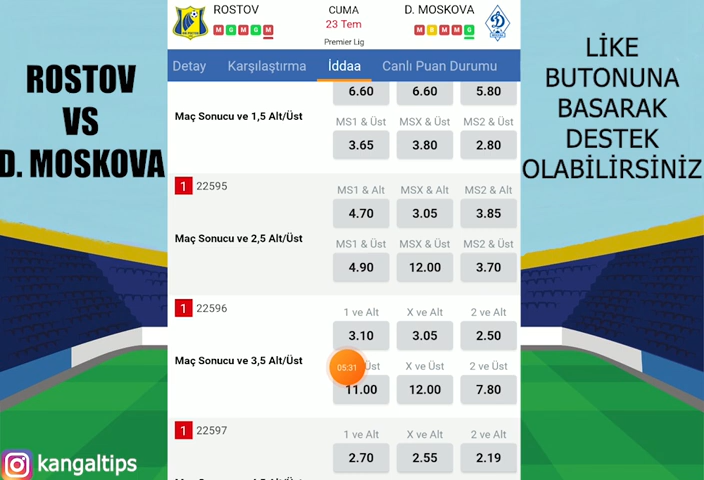 ROSTOV
VS
D. MOSKOVA
ROSTOV
M G M G M
CUMA
23 Tem
Premier Lig
D. MOSKOVA
M B M M G
Detay Karşılaştırma İddaa Canlı Puan Durumu
6.60 6.60 5.80
Maç Sonucu ve 1,5 Alt/Üst
MS1 & Üst MSX & Üst MS2 & Üst
3.65 3.80 2.80
1 22595
MS1 & Alt MSX & Alt MS2 & Alt
4.70 3.05 3.85
Maç Sonucu ve 2,5 Alt/Üst
MS1 & Üst MSX & Üst MS2 & Üst
4.90 12.00 3.70
1 22596
1 ve Alt X ve Alt 2 ve Alt
3.10 3.05 2.50
Maç Sonucu ve 3,5 Alt/Üst
05:31
Üst X ve Üst 2 ve Üst
11.00 12.00 7.80
1 22597
1 ve Alt X ve Alt 2 ve Alt
2.70 2.55 2.19
LİKE
BUTONUNA
BASARAK
DESTEK
OLABİLİRSİNİZ
kangaltips